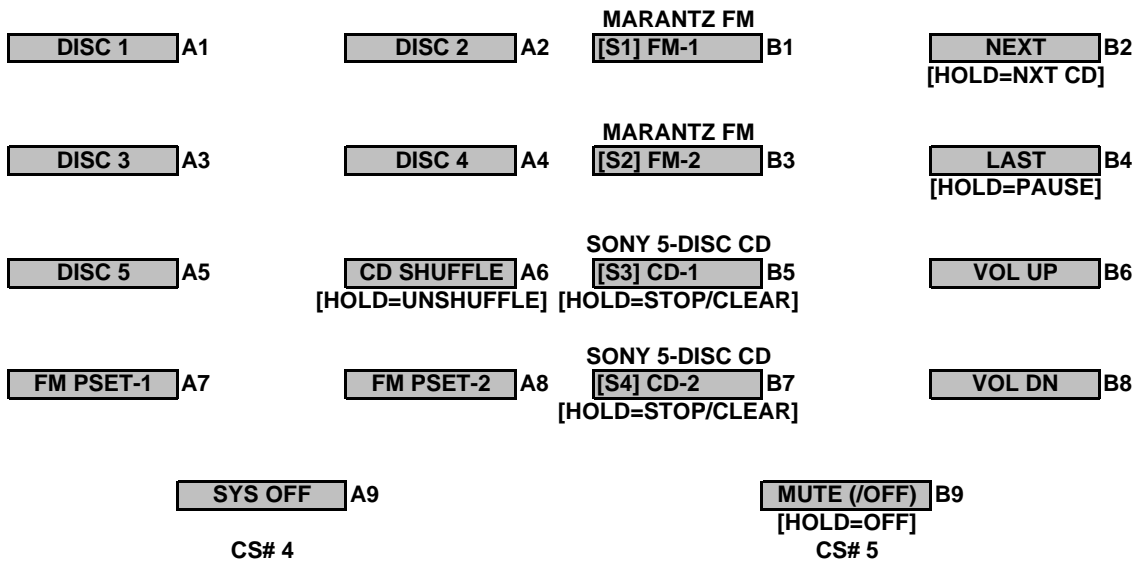 MARANTZ FM
DISC 1 A1 DISC 2 A2 [S1] FM-1 B1 NEXT B2
[HOLD=NXT CD]
MARANTZ FM
DISC 3 A3 DISC 4 A4 [S2] FM-2 B3 LAST B4
[HOLD=PAUSE]
SONY 5-DISC CD
DISC 5 A5 CD SHUFFLE A6 [S3] CD-1 B5 VOL UP B6
[HOLD=UNSHUFFLE] [HOLD=STOP/CLEAR]
SONY 5-DISC CD
FM PSET-1 A7 FM PSET-2 A8 [S4] CD-2 B7 VOL DN B8
[HOLD=STOP/CLEAR]
SYS OFF A9 MUTE (/OFF) B9
[HOLD=OFF]
CS# 4 CS# 5